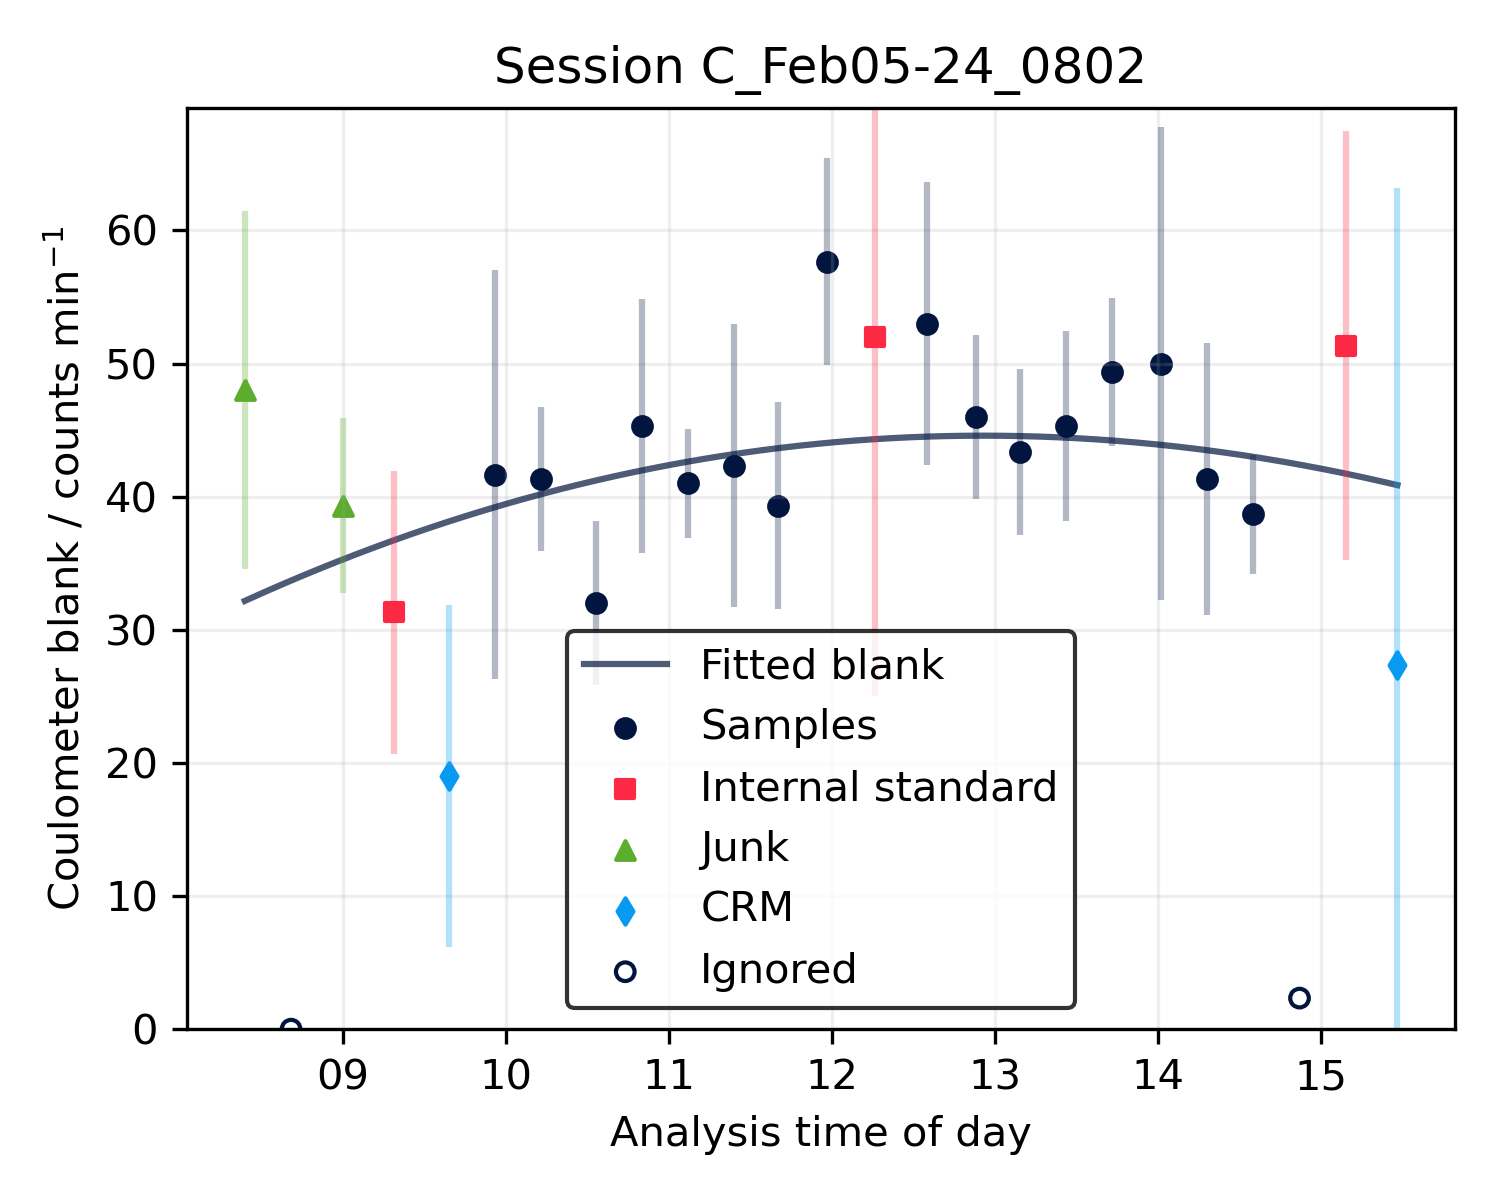 Session C_Feb05-24_0802
Coulometer blank / counts min⁻¹
60
50
40
30
20
10
0
Fitted blank
Samples
Internal standard
Junk
CRM
Ignored
09 10 11 12 13 14 15
Analysis time of day